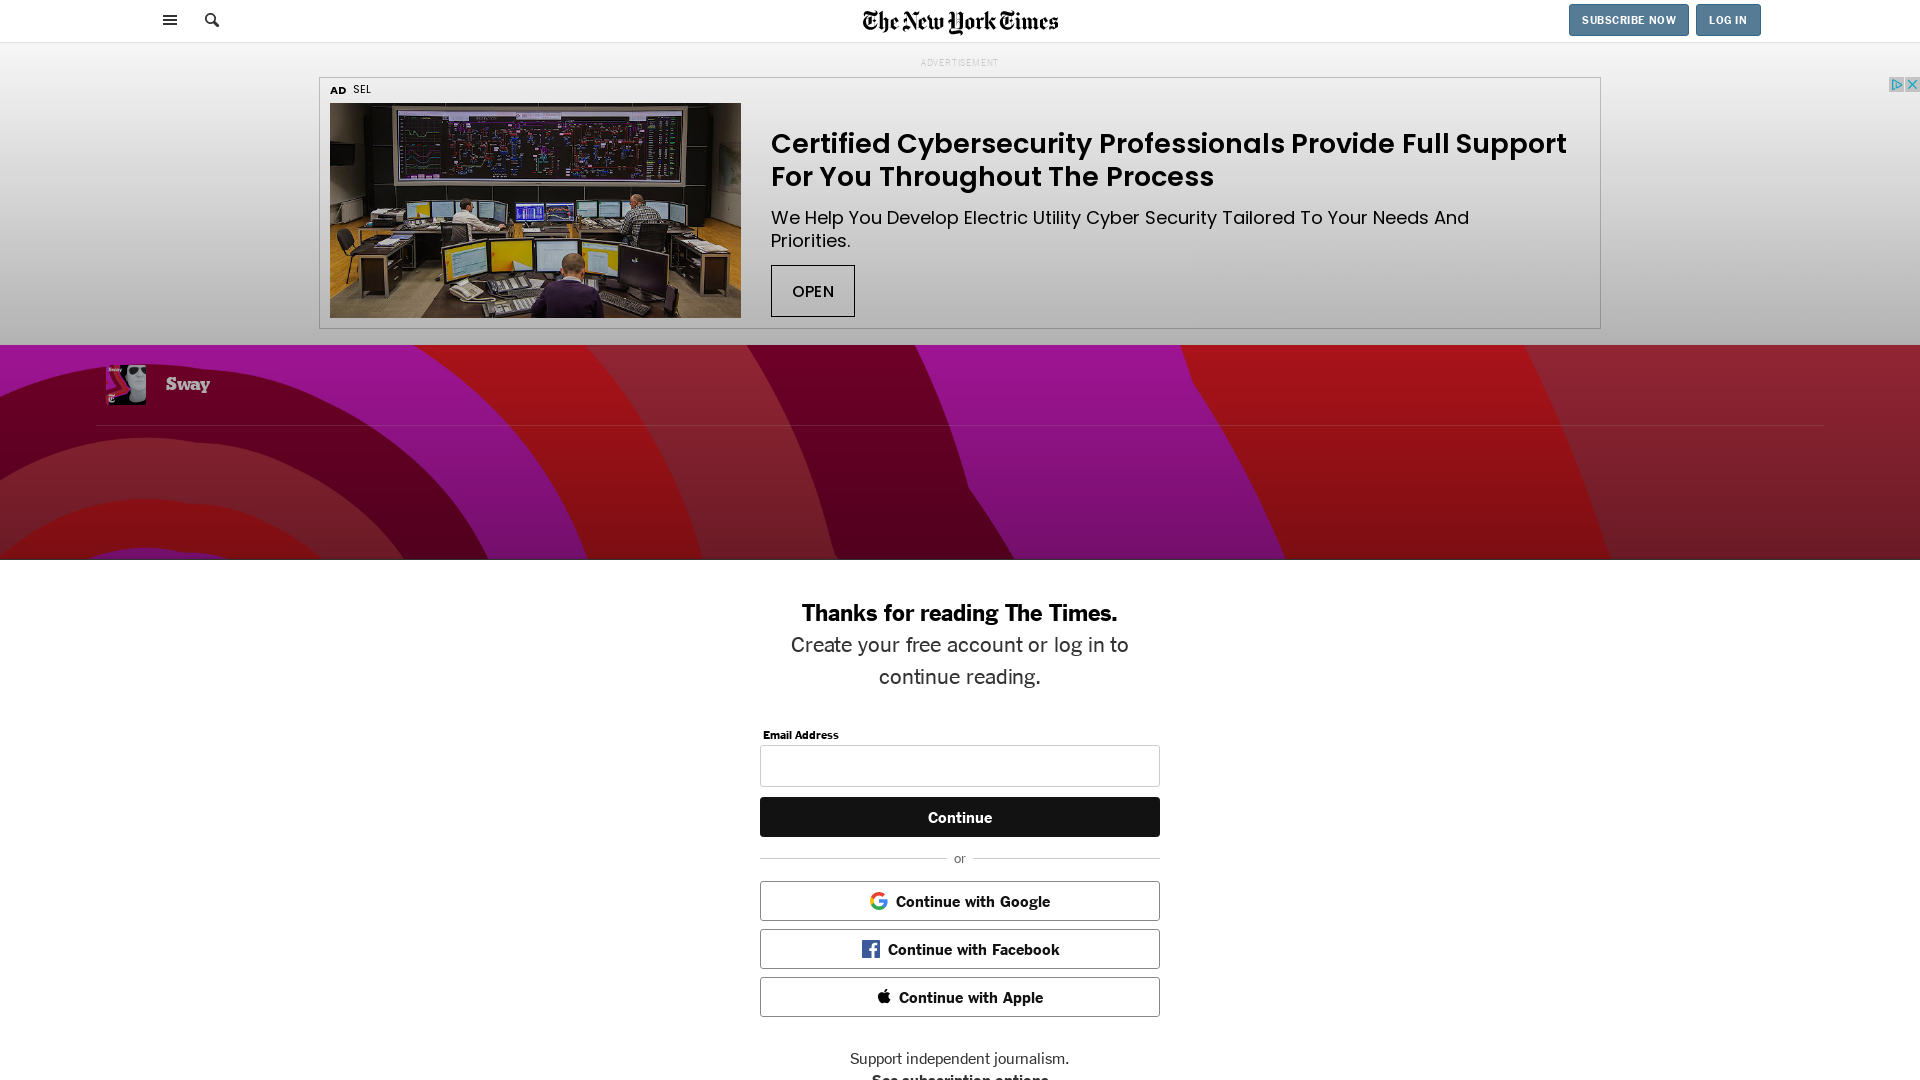 The New York Times
SUBSCRIBE NOW
LOG IN
ADVERTISEMENT
AD SEL
Certified Cybersecurity Professionals Provide Full Support
For You Throughout The Process
We Help You Develop Electric Utility Cyber Security Tailored To Your Needs And
Priorities.
OPEN
Sway
Thanks for reading The Times.
Create your free account or log in to
continue reading.
Email Address
Continue
or
Continue with Google
Continue with Facebook
Continue with Apple
Support independent journalism.
See subscription options